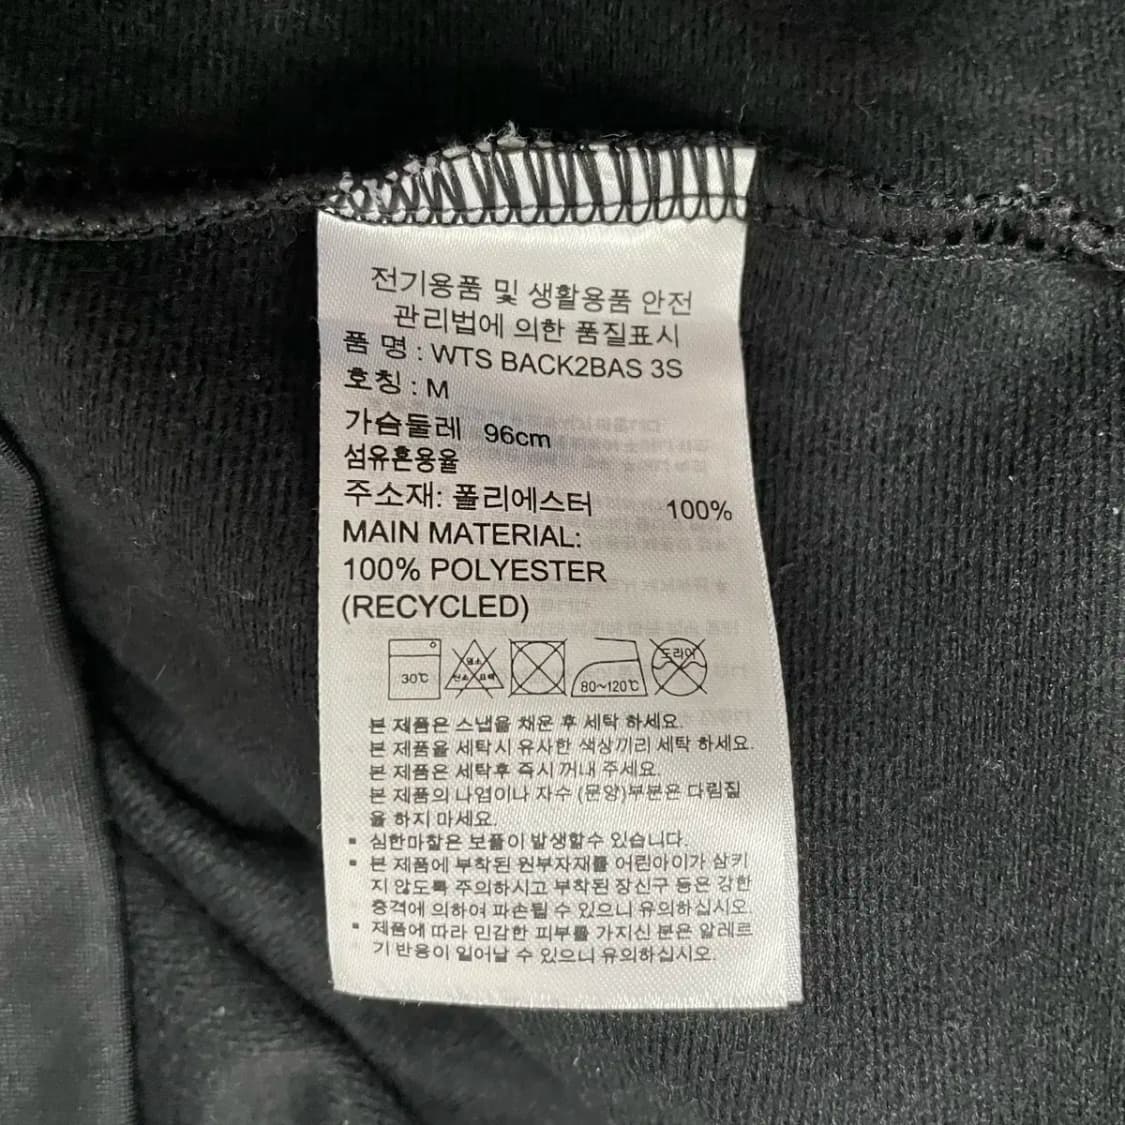 전기용품 및 생활용품 안전
관리법에 의한 품질표시
품 명 : WTS BACK2BAS 3S
호칭 : M
가슴둘레 96cm
섬유혼용율
주소재: 폴리에스터 100%
MAIN MATERIAL:
100% POLYESTER
(RECYCLED)
30℃ 염소 산소 표백 80~120℃ 드라이
본 제품은 스냅을 채운 후 세탁 하세요.
본 제품을 세탁시 유사한 색상끼리 세탁 하세요.
본 제품은 세탁후 즉시 꺼내 주세요.
본 제품의 나염이나 자수 (문양)부분은 다림질
을 하지 마세요.
▪ 심한마찰은 보풀이 발생할수 있습니다.
▪ 본 제품에 부착된 원부자재를 어린아이가 삼키
지 않도록 주의하시고 부착된 장신구 등은 강한
충격에 의하여 파손될 수 있으니 유의하십시오.
▪ 제품에 따라 민감한 피부를 가지신 분은 알레르
기 반응이 일어날 수 있으니 유의하십시오.